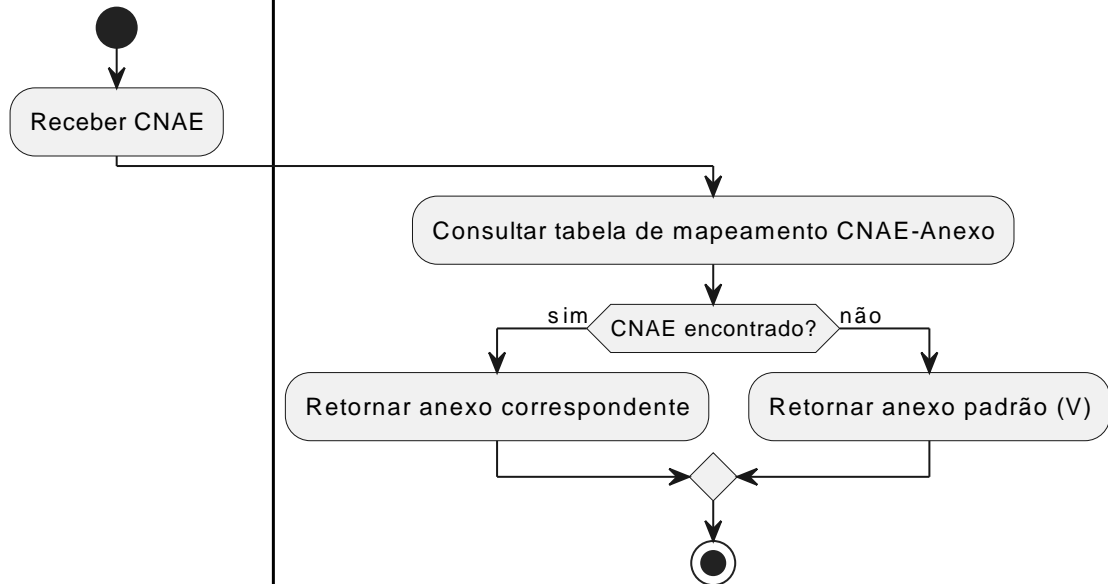 Receber CNAE
Consultar tabela de mapeamento CNAE-Anexo
sim
CNAE encontrado?
não
Retornar anexo correspondente
Retornar anexo padrão (V)